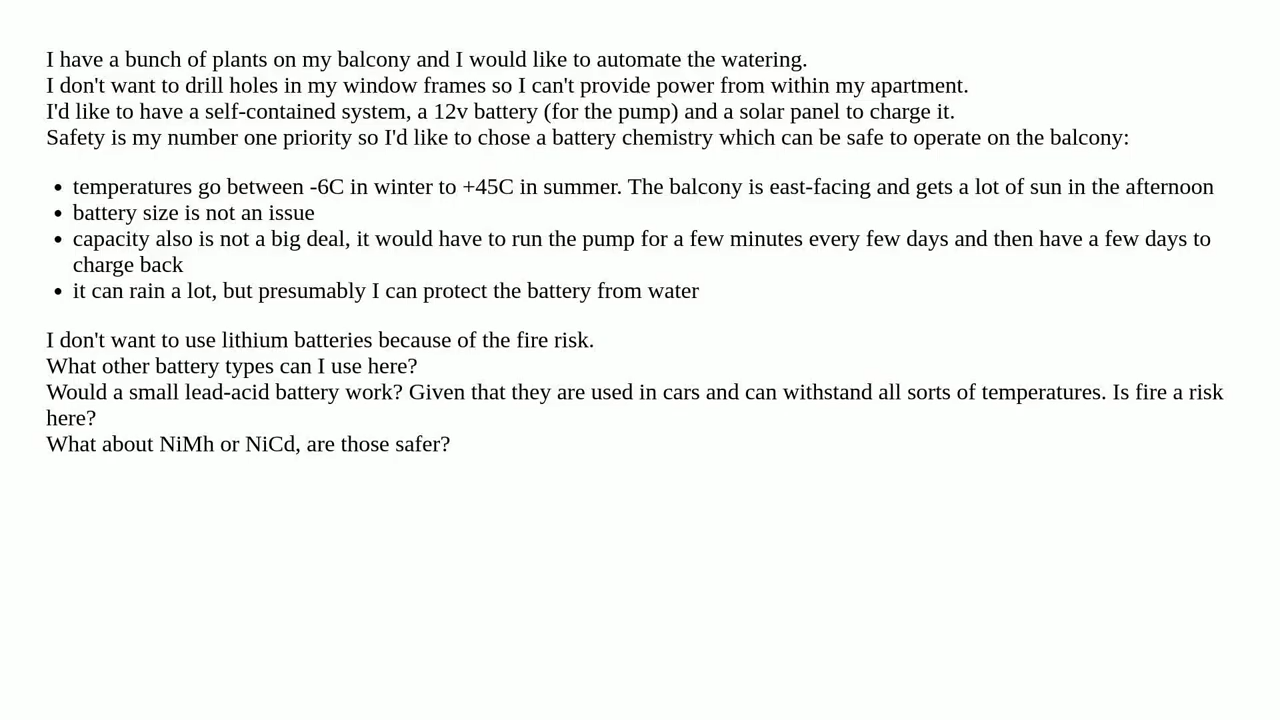 I have a bunch of plants on my balcony and I would like to automate the watering.
I don't want to drill holes in my window frames so I can't provide power from within my apartment.
I'd like to have a self-contained system, a 12v battery (for the pump) and a solar panel to charge it.
Safety is my number one priority so I'd like to chose a battery chemistry which can be safe to operate on the balcony:
• temperatures go between -6C in winter to +45C in summer. The balcony is east-facing and gets a lot of sun in the afternoon
• battery size is not an issue
• capacity also is not a big deal, it would have to run the pump for a few minutes every few days and then have a few days to
charge back
• it can rain a lot, but presumably I can protect the battery from water
I don't want to use lithium batteries because of the fire risk.
What other battery types can I use here?
Would a small lead-acid battery work? Given that they are used in cars and can withstand all sorts of temperatures. Is fire a risk
here?
What about NiMh or NiCd, are those safer?